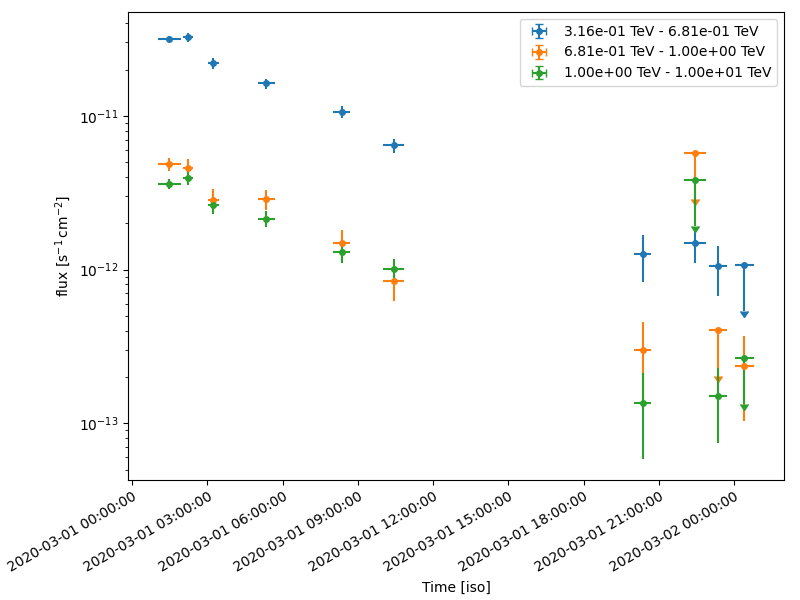 3.16e-01 TeV - 6.81e-01 TeV
6.81e-01 TeV - 1.00e+00 TeV
1.00e+00 TeV - 1.00e+01 TeV
10⁻¹¹
10⁻¹²
10⁻¹³
flux [s⁻¹ cm⁻²]
2020-03-01 00:00:00
2020-03-01 03:00:00
2020-03-01 06:00:00
2020-03-01 09:00:00
2020-03-01 12:00:00
2020-03-01 15:00:00
2020-03-01 18:00:00
2020-03-01 21:00:00
2020-03-02 00:00:00
Time [iso]